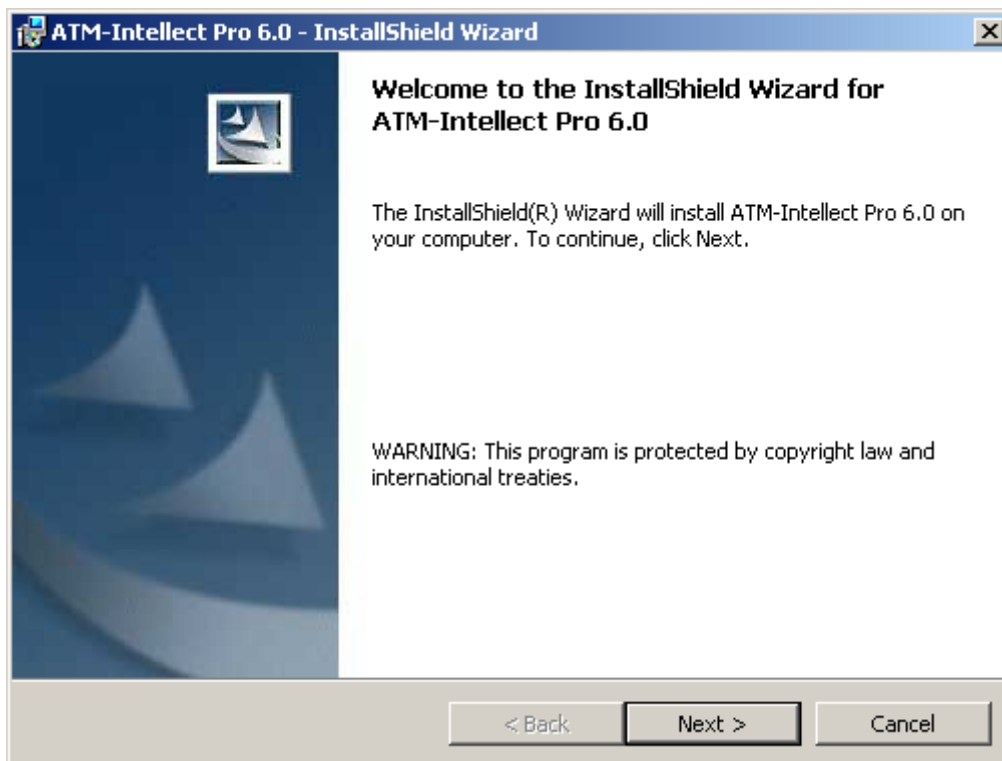 ATM-Intellect Pro 6.0 - InstallShield Wizard
Welcome to the InstallShield Wizard for
ATM-Intellect Pro 6.0
The InstallShield(R) Wizard will install ATM-Intellect Pro 6.0 on
your computer. To continue, click Next.
WARNING: This program is protected by copyright law and
international treaties.
< Back
Next >
Cancel